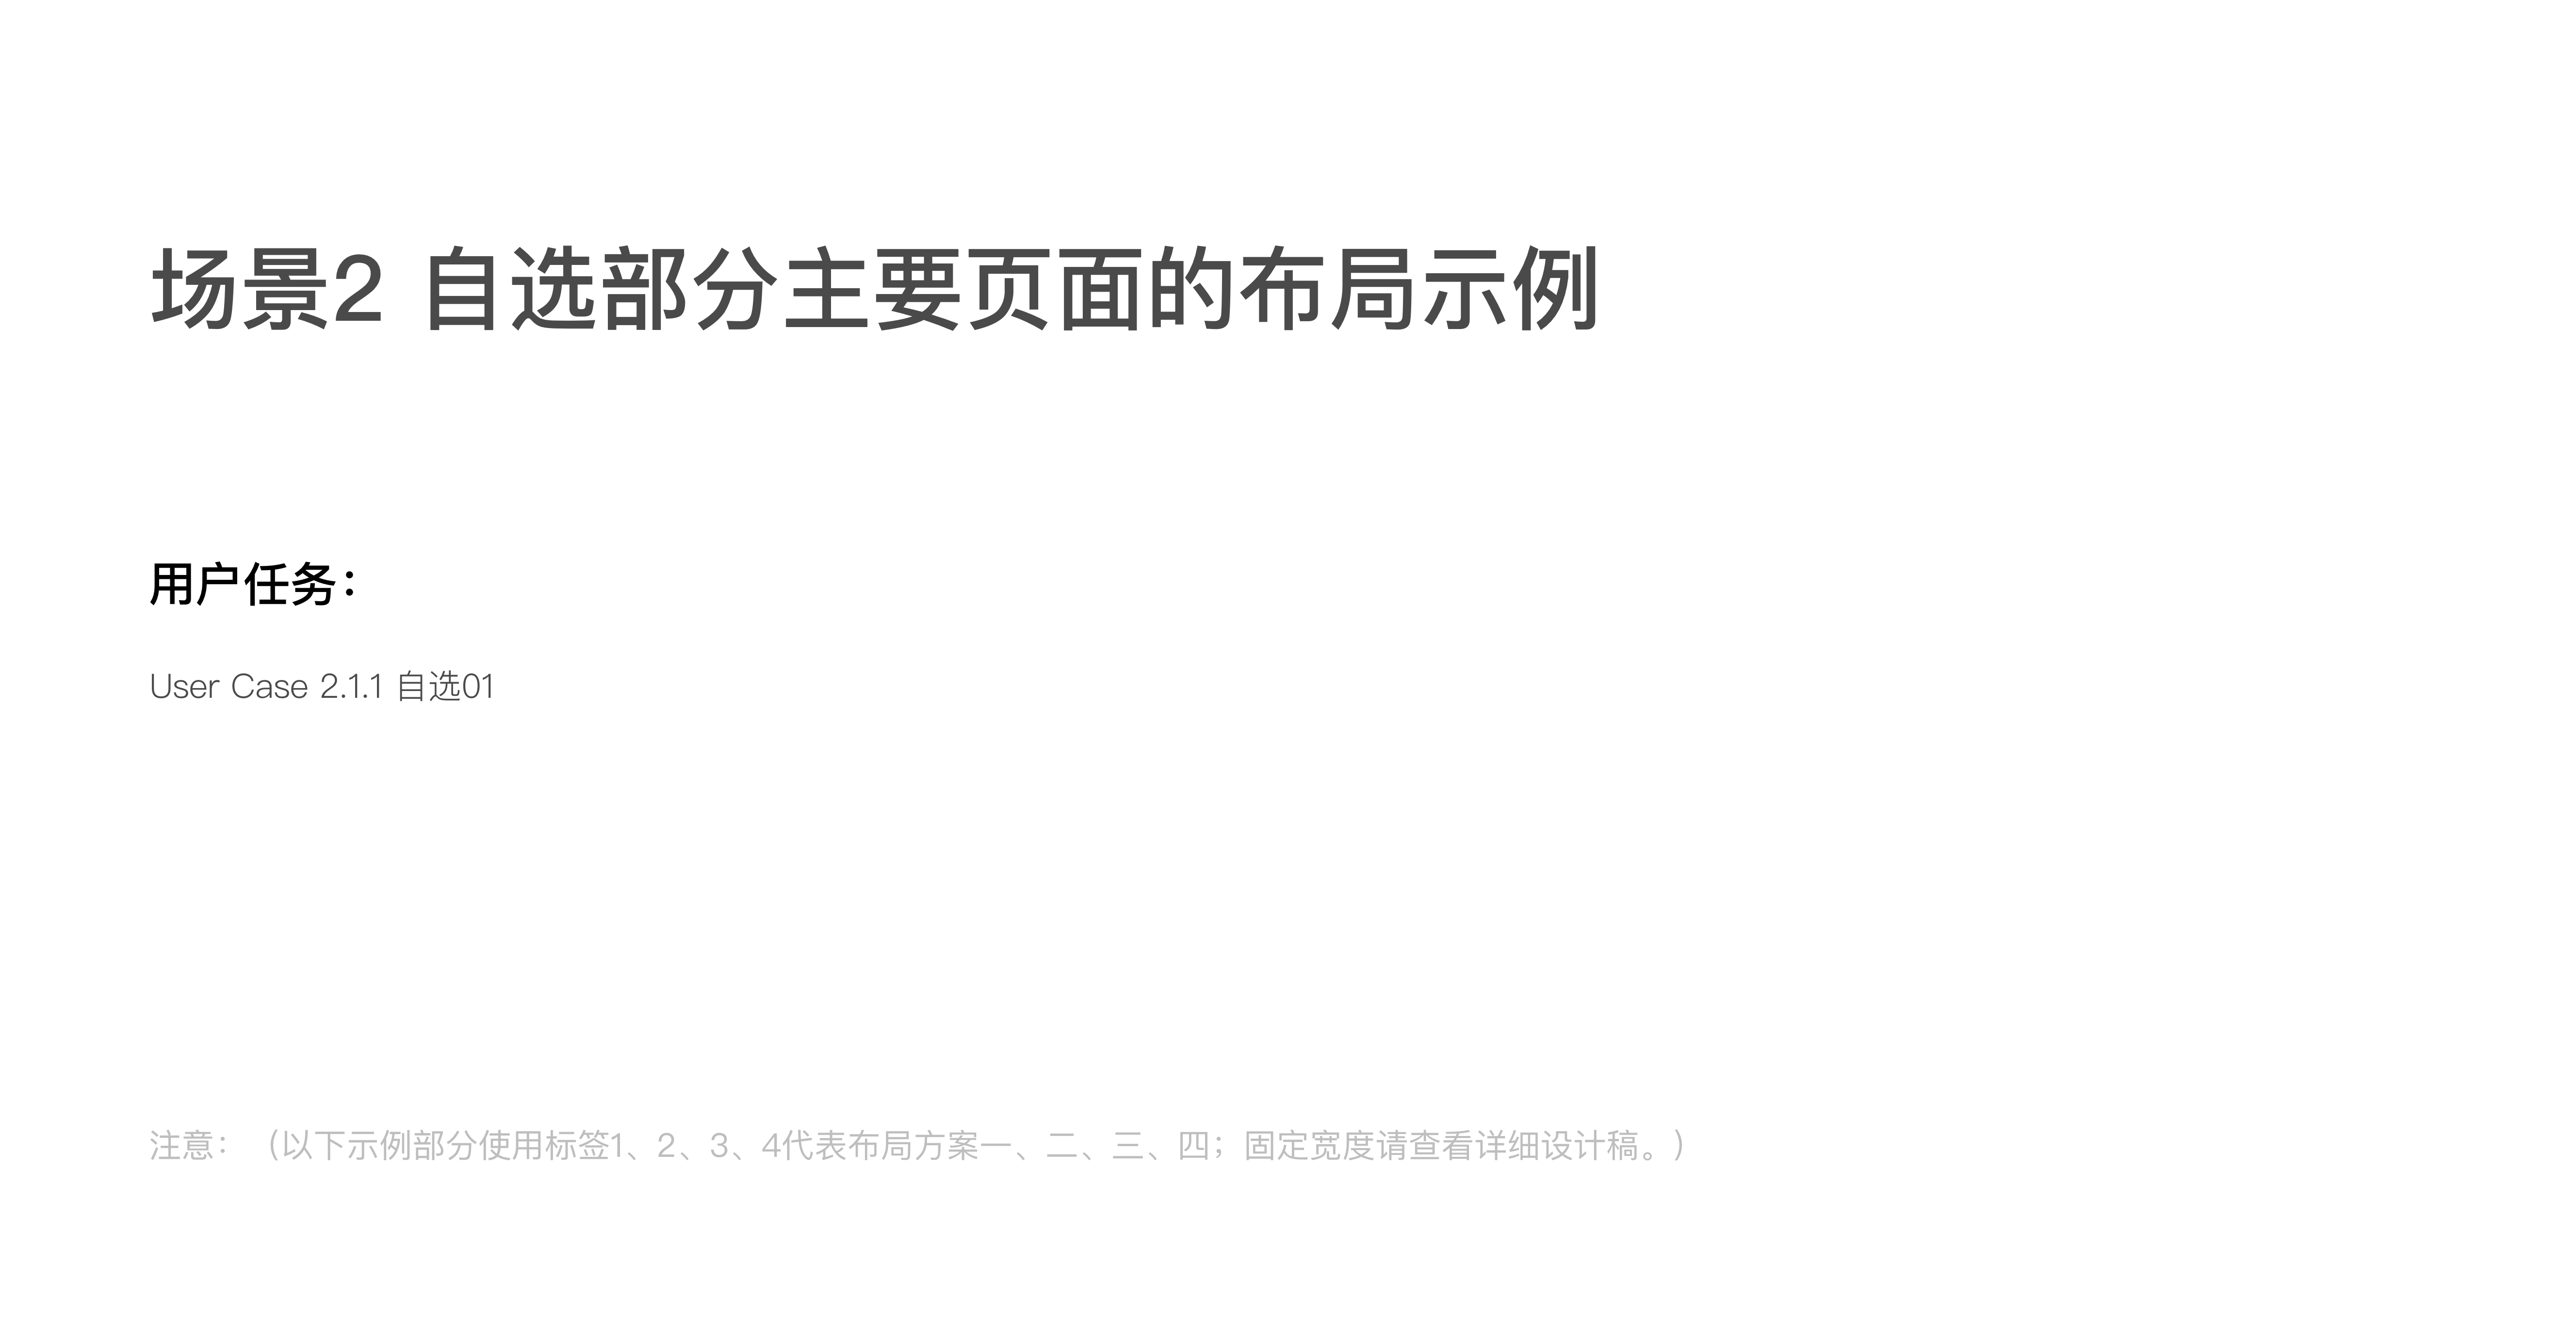 场景2 自选部分主要页面的布局示例
用户任务：
User Case 2.1.1 自选01
注意：（以下示例部分使用标签1、2、3、4代表布局方案一、二、三、四；固定宽度请查看详细设计稿。）